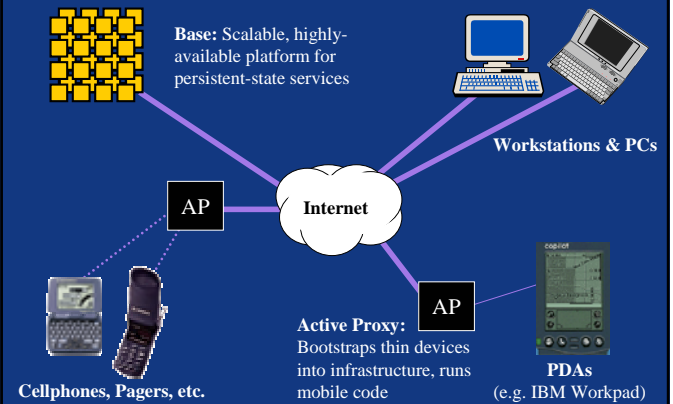 Base: Scalable, highly-
available platform for
persistent-state services
Workstations & PCs
AP
Internet
copilot
AP
Active Proxy:
Bootstraps thin devices
into infrastructure, runs
mobile code
PDAs
(e.g. IBM Workpad)
Cellphones, Pagers, etc.